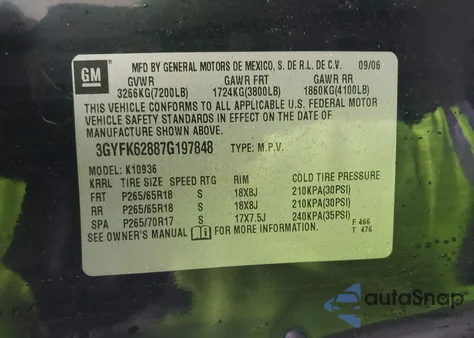 GM
MFD BY GENERAL MOTORS DE MEXICO, S. DE R.L. DE C.V. 09/06
GVWR GAWR FRT GAWR RR
3266KG(7200LB) 1724KG(3800LB) 1860KG(4100LB)
THIS VEHICLE CONFORMS TO ALL APPLICABLE U.S. FEDERAL MOTOR
VEHICLE SAFETY STANDARDS IN EFFECT ON THE DATE OF
MANUFACTURE SHOWN ABOVE.
3GYFK62887G197848 TYPE: M.P.V.
MODEL: K10936
KRRL TIRE SIZE SPEED RTG RIM COLD TIRE PRESSURE
FRT P265/65R18 S 18X8J 210KPA(30PSI)
RR P265/65R18 S 18X8J 210KPA(30PSI)
SPA P265/70R17 S 17X7.5J 240KPA(35PSI)
SEE OWNER'S MANUAL FOR MORE INFORMATION.
F 466
T 476
autoSnap